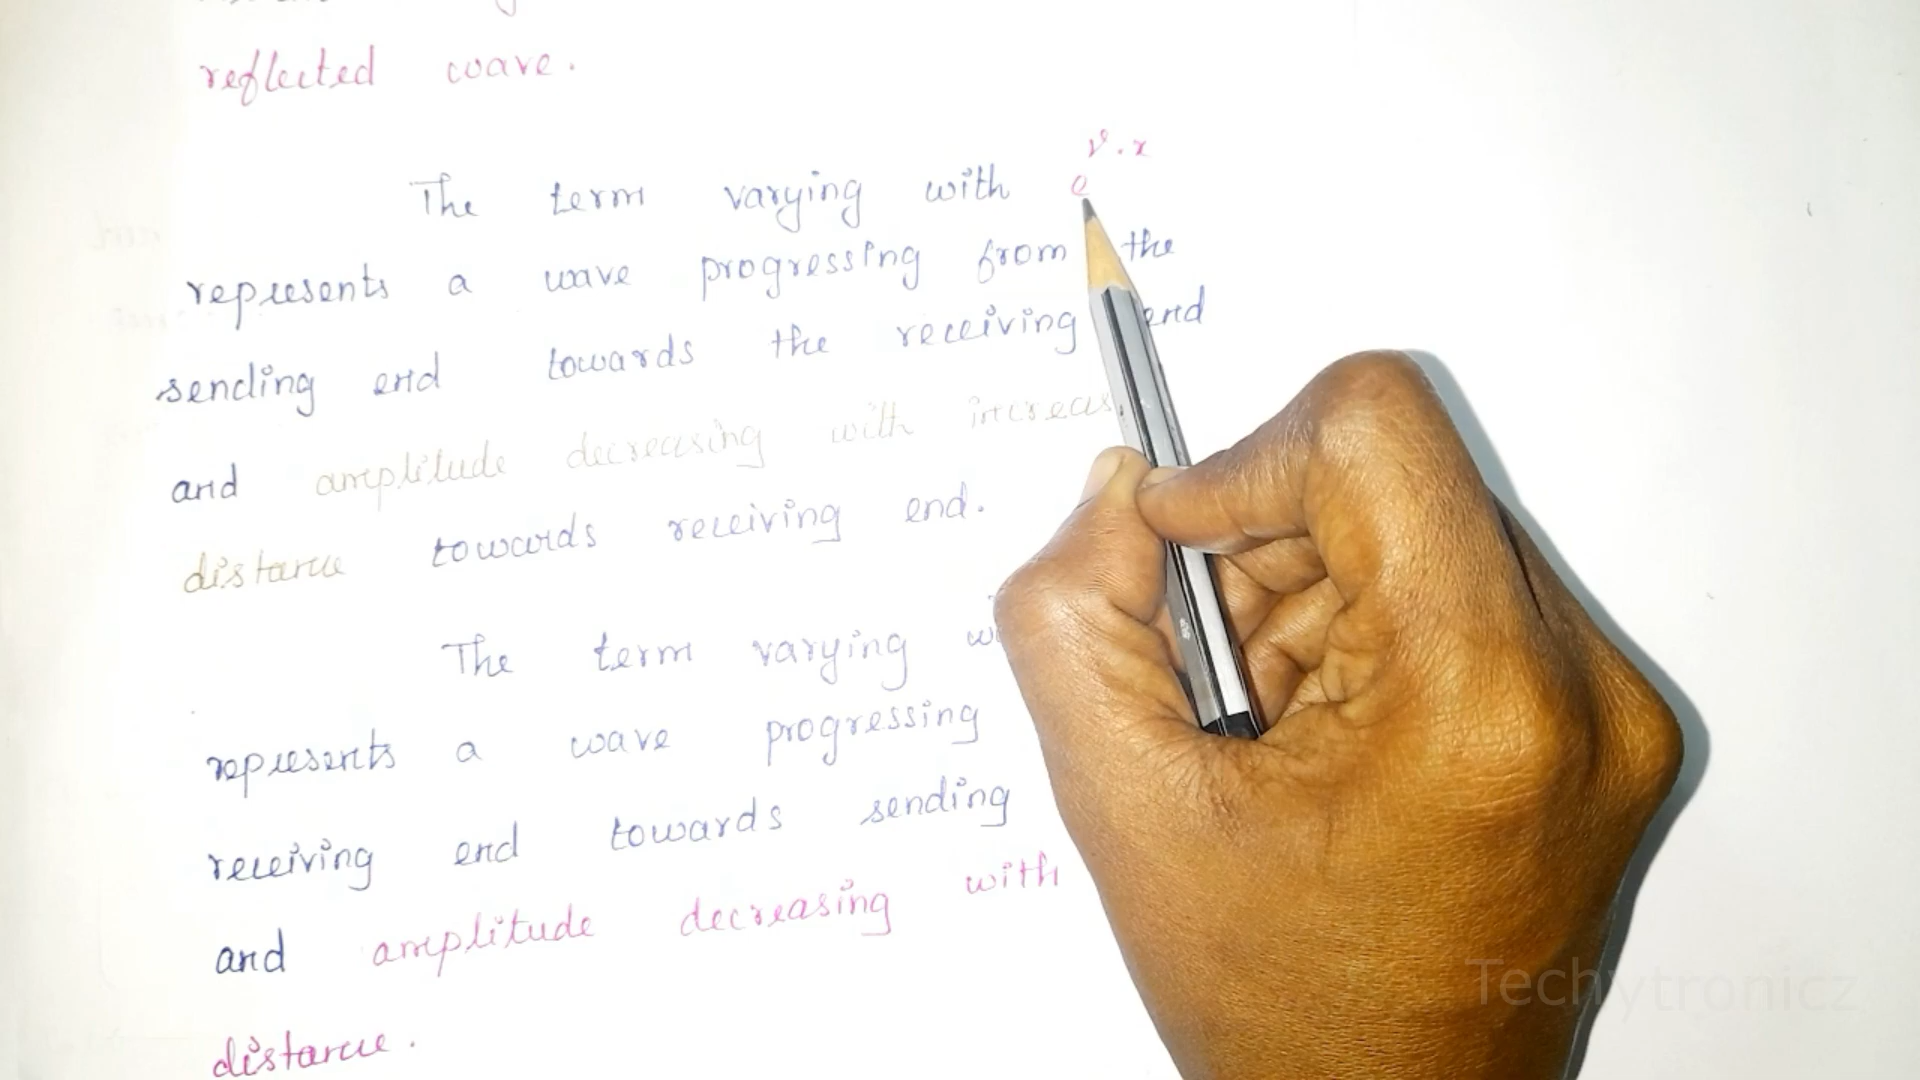 reflected wave.
The term varying with e^γ.x
represents a wave progressing from the
sending end towards the receiving end
and amplitude decreasing with increas
distance towards receiving end.
The term varying
represents a wave progressing
receiving end towards sending
and amplitude decreasing with
distance.
Techytronicz